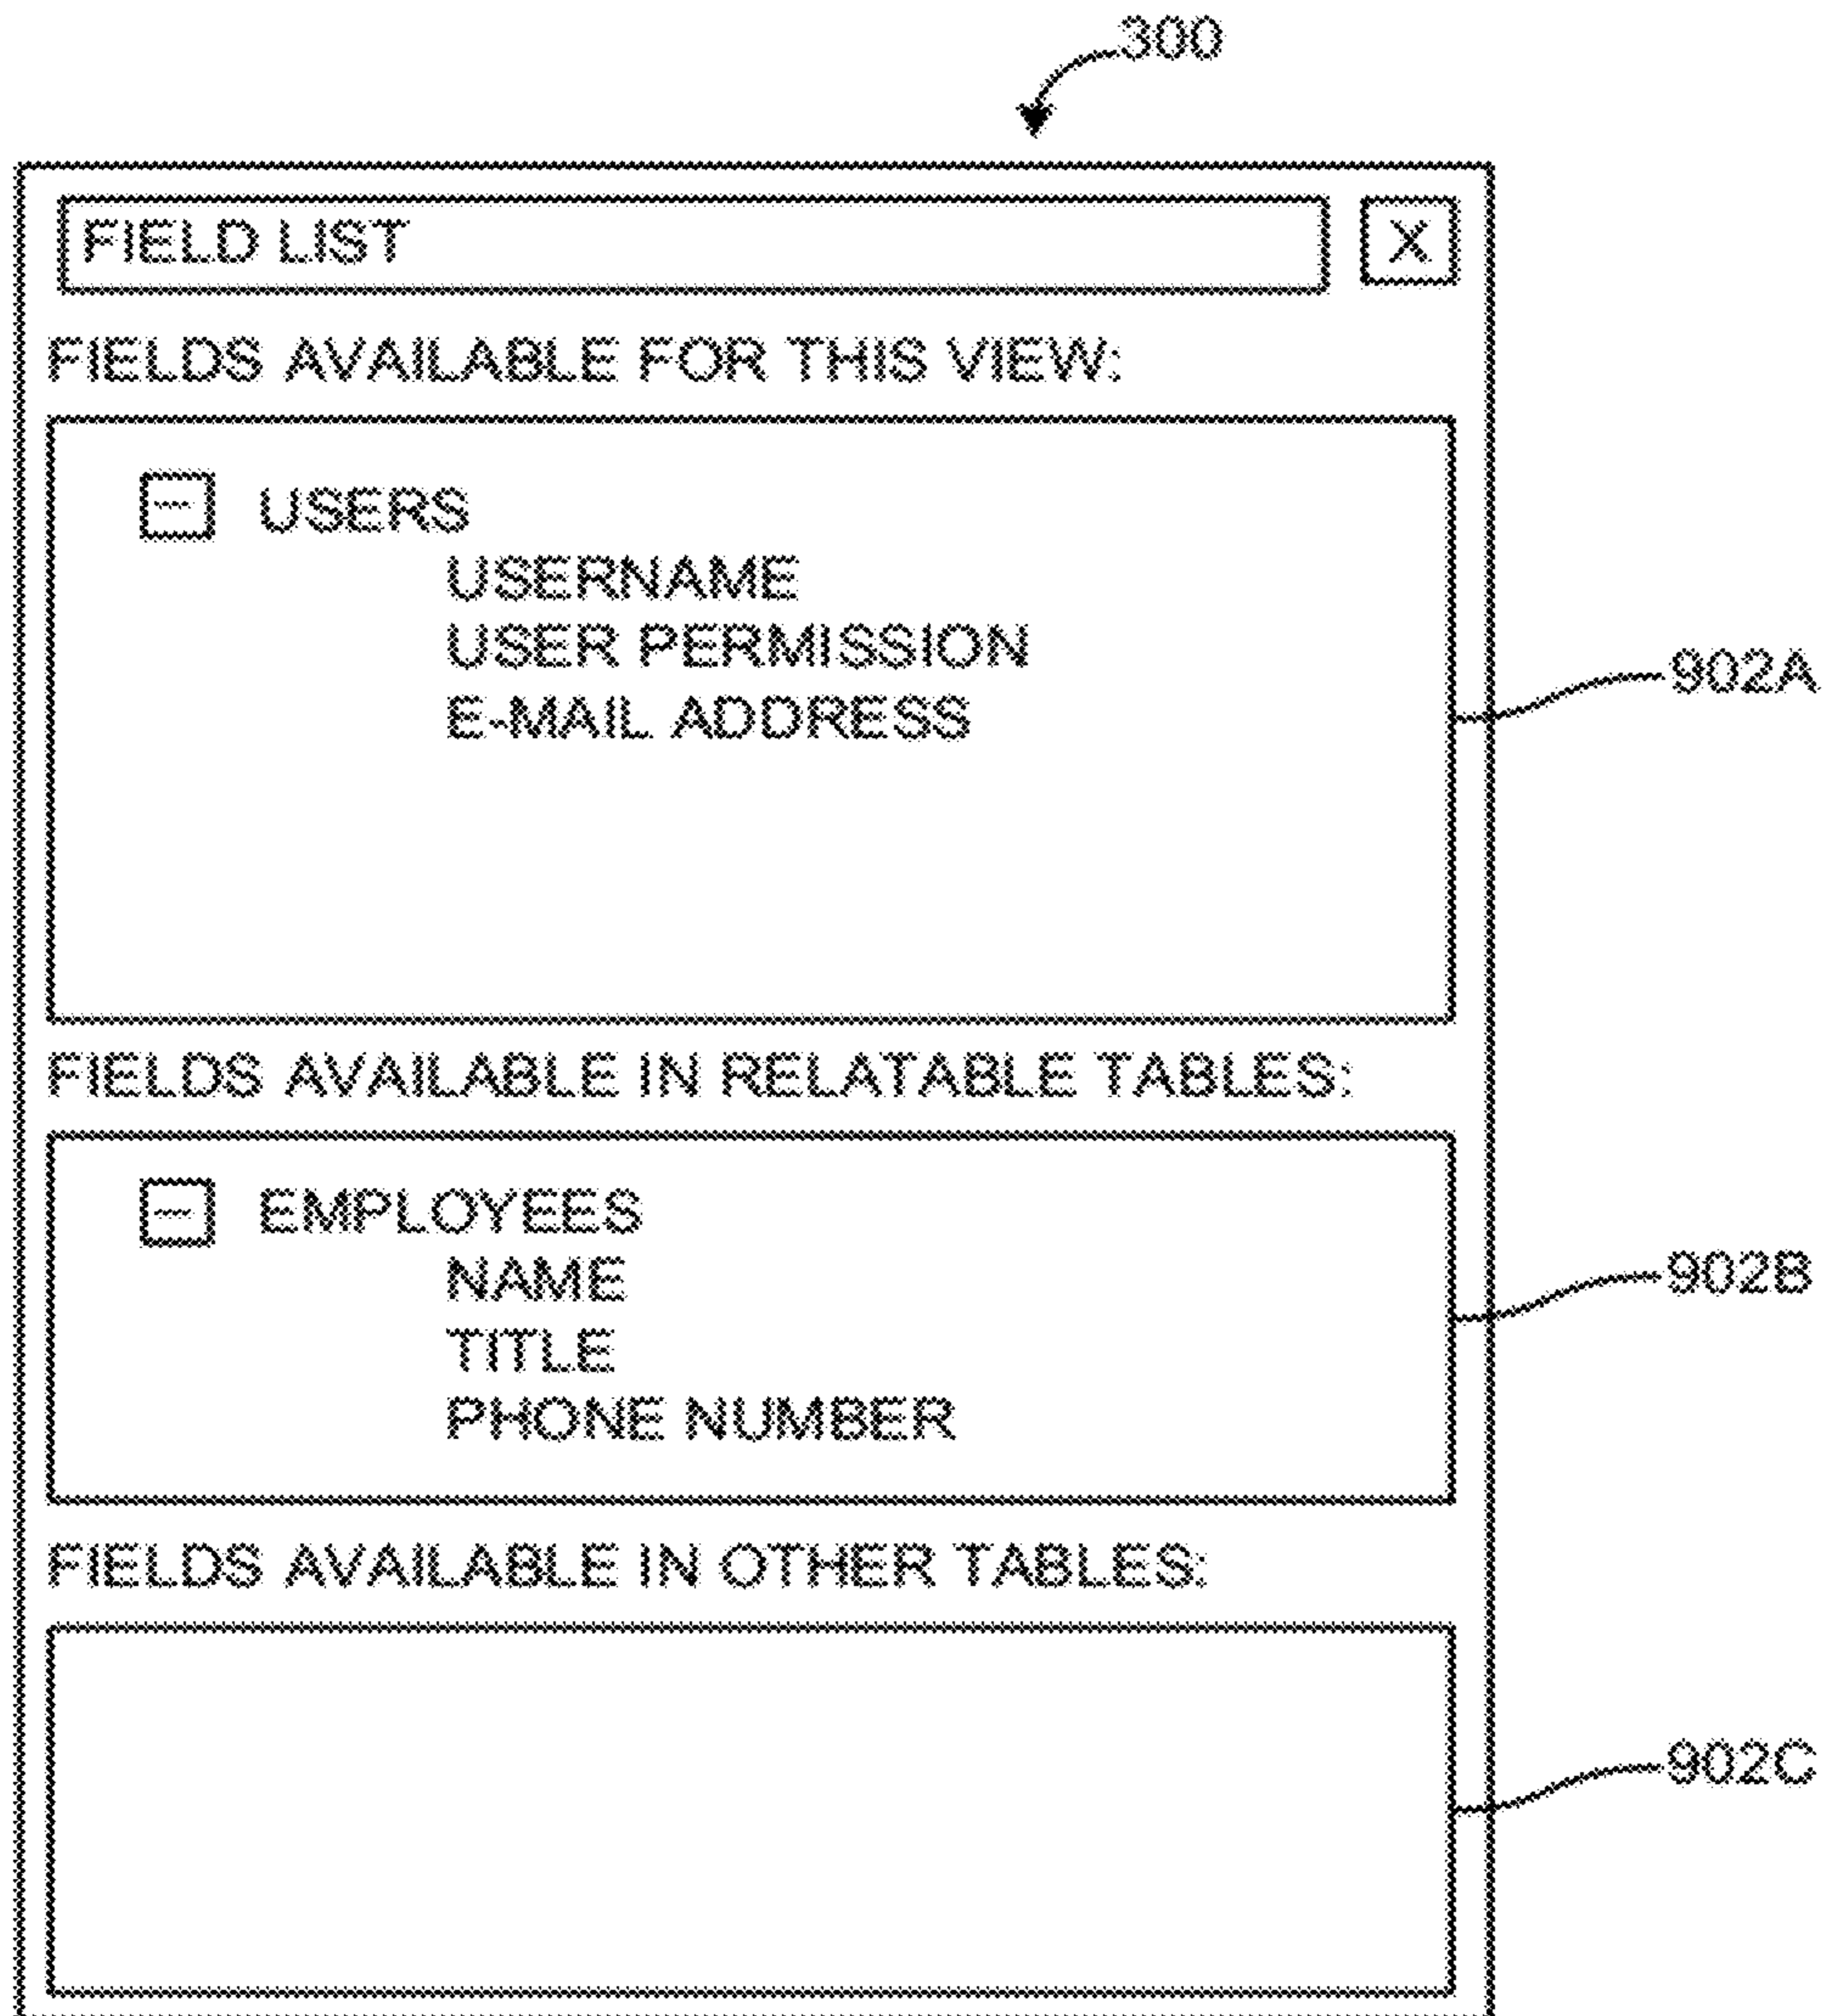 300
FIELD LIST
X
FIELDS AVAILABLE FOR THIS VIEW:
USERS
USERNAME
USER PERMISSION
E-MAIL ADDRESS
902A
FIELDS AVAILABLE IN RELATABLE TABLES:
EMPLOYEES
NAME
TITLE
PHONE NUMBER
902B
FIELDS AVAILABLE IN OTHER TABLES:
902C